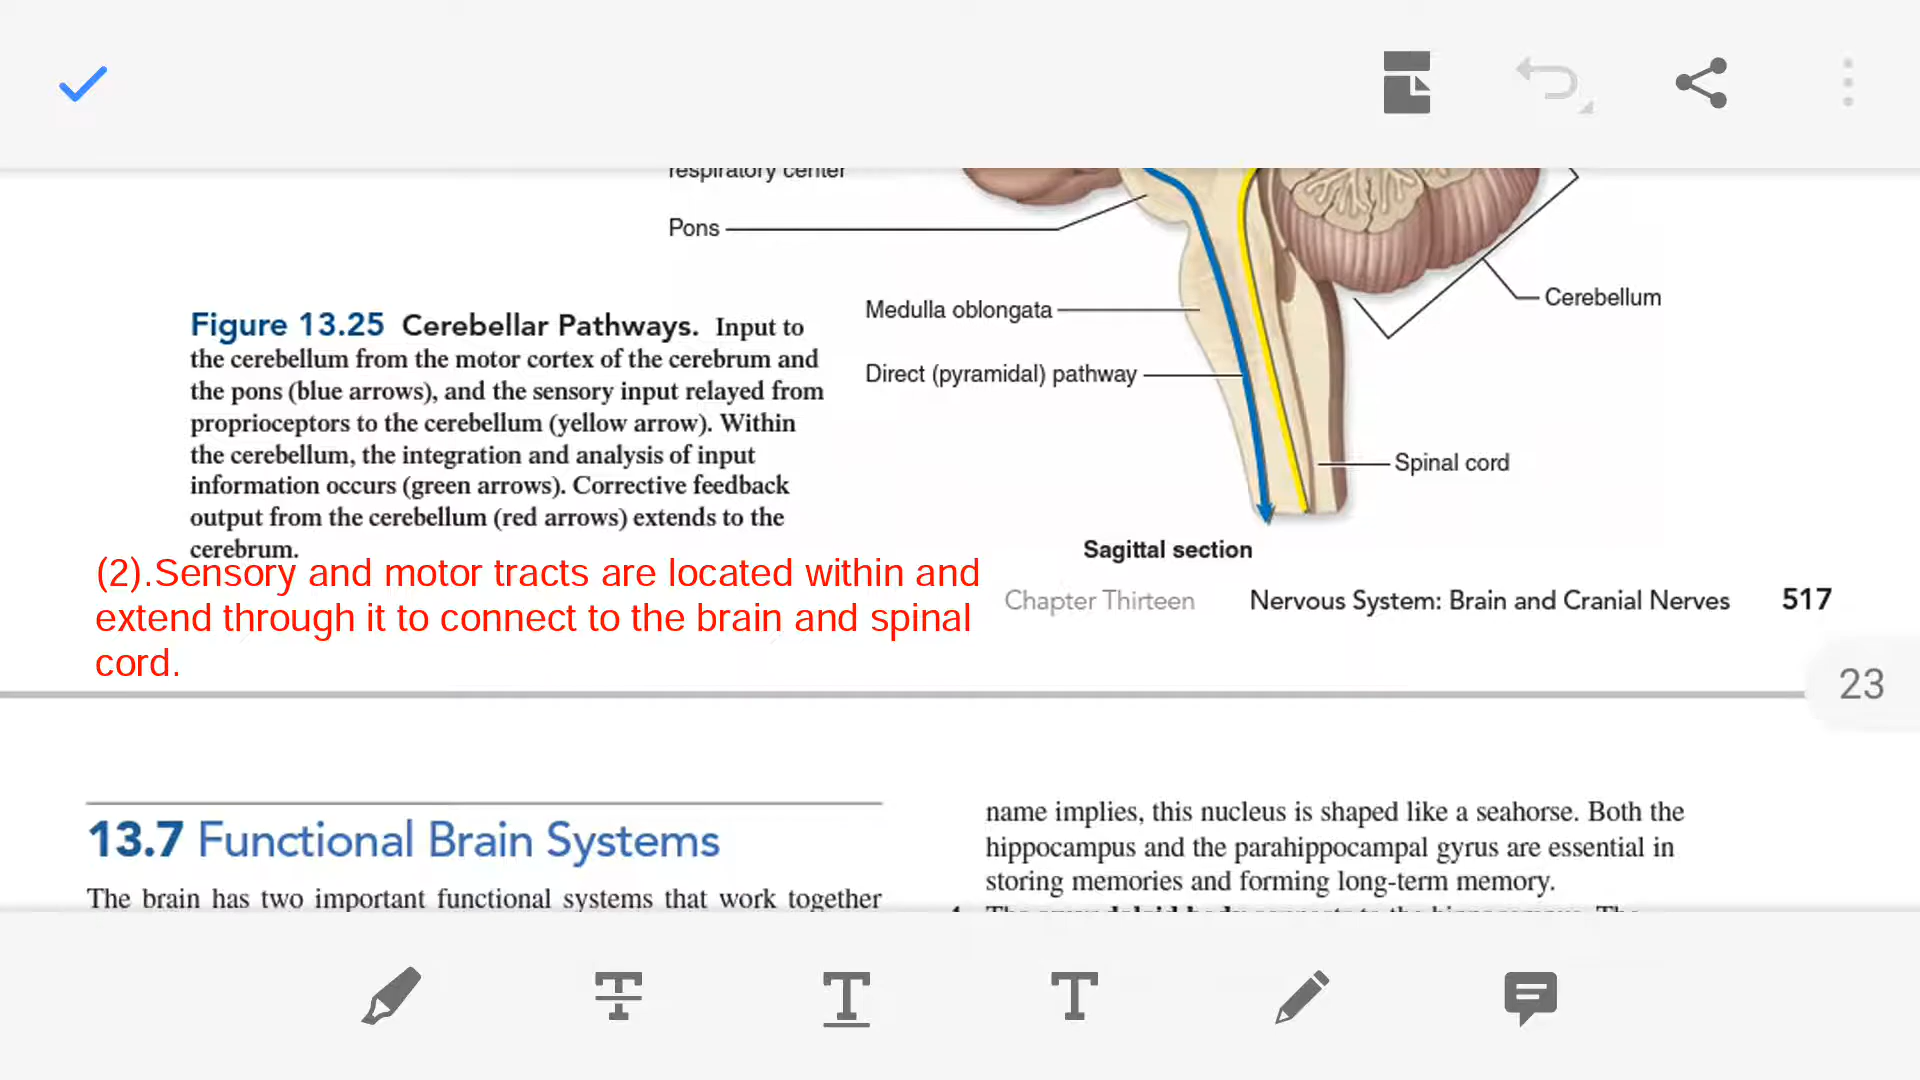 respiratory center
Pons
Medulla oblongata
Direct (pyramidal) pathway
Cerebellum
Spinal cord
Sagittal section
Figure 13.25 Cerebellar Pathways. Input to
the cerebellum from the motor cortex of the cerebrum and
the pons (blue arrows), and the sensory input relayed from
proprioceptors to the cerebellum (yellow arrow). Within
the cerebellum, the integration and analysis of input
information occurs (green arrows). Corrective feedback
output from the cerebellum (red arrows) extends to the
cerebrum.
(2).Sensory and motor tracts are located within and
extend through it to connect to the brain and spinal
cord.
Chapter Thirteen Nervous System: Brain and Cranial Nerves 517
23
13.7 Functional Brain Systems
The brain has two important functional systems that work together
name implies, this nucleus is shaped like a seahorse. Both the
hippocampus and the parahippocampal gyrus are essential in
storing memories and forming long-term memory.